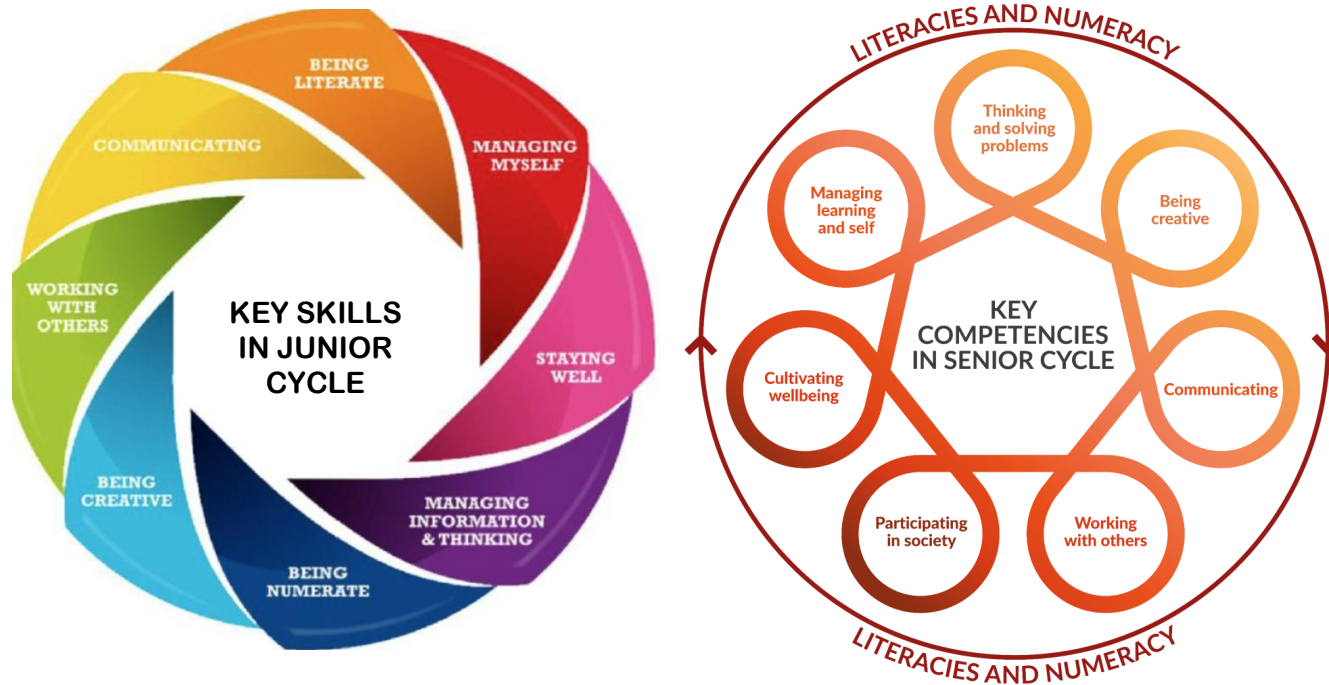 BEING
LITERATE
MANAGING
MYSELF
STAYING
WELL
MANAGING
INFORMATION
& THINKING
BEING
NUMERATE
BEING
CREATIVE
WORKING
WITH
OTHERS
COMMUNICATING
KEY SKILLS
IN JUNIOR
CYCLE
LITERACIES AND NUMERACY
Thinking
and solving
problems
Being
creative
Communicating
Working
with others
Participating
in society
Cultivating
wellbeing
Managing
learning
and self
KEY
COMPETENCIES
IN SENIOR CYCLE
LITERACIES AND NUMERACY